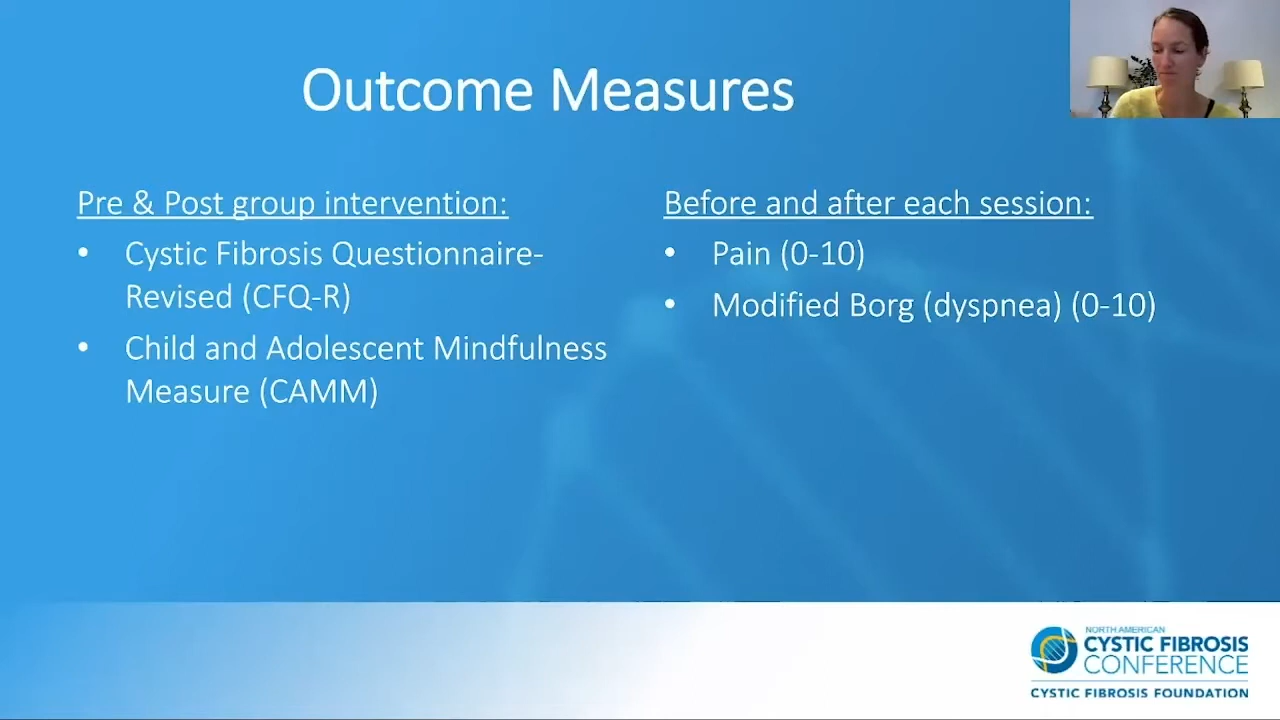 Outcome Measures
Pre & Post group intervention:
• Cystic Fibrosis Questionnaire-
Revised (CFQ-R)
• Child and Adolescent Mindfulness
Measure (CAMM)
Before and after each session:
• Pain (0-10)
• Modified Borg (dyspnea) (0-10)
NORTH AMERICAN
CYSTIC FIBROSIS
CONFERENCE
CYSTIC FIBROSIS FOUNDATION